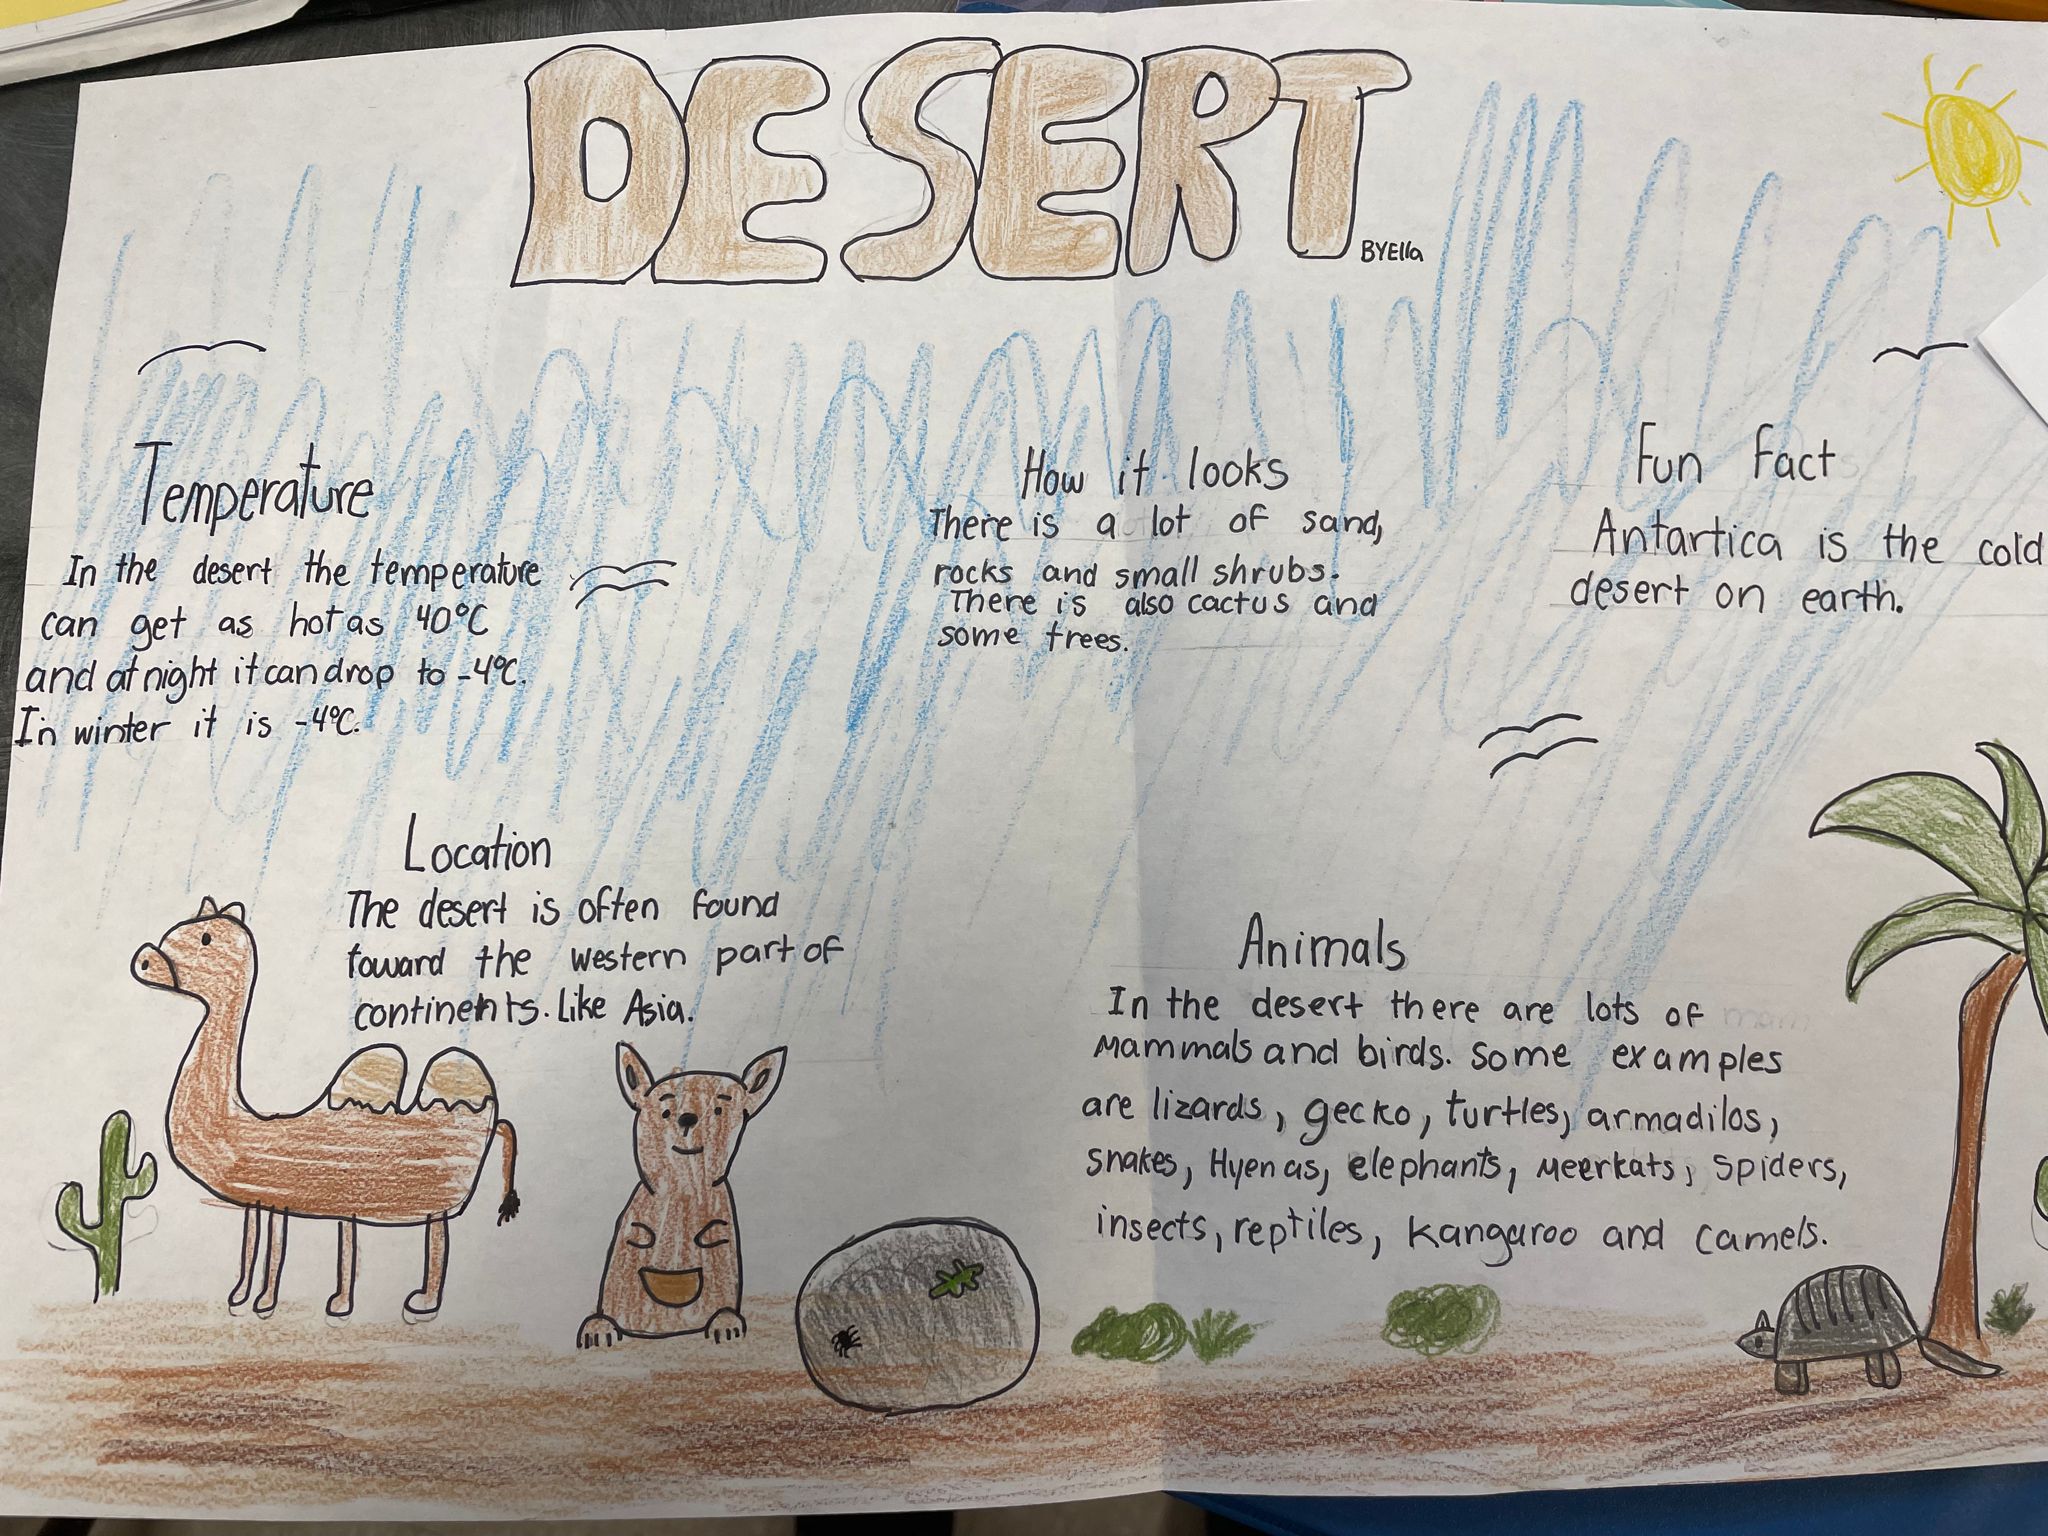 DESERT
BY Ella
Temperature
In the desert the temperature
can get as hot as 40°C
and at night it can drop to -4°C.
In winter it is -4°C.
How it looks
There is a lot of sand,
rocks and small shrubs.
There is also cactus and
some trees.
Fun Fact
Antartica is the cold
desert on earth.
Location
The desert is often found
toward the western part of
continents. Like Asia.
Animals
In the desert there are lots of
Mammals and birds. Some examples
are lizards, gecko, turtles, armadilos,
snakes, Hyenas, elephants, Meerkats, spiders,
insects, reptiles, kangaroo and camels.